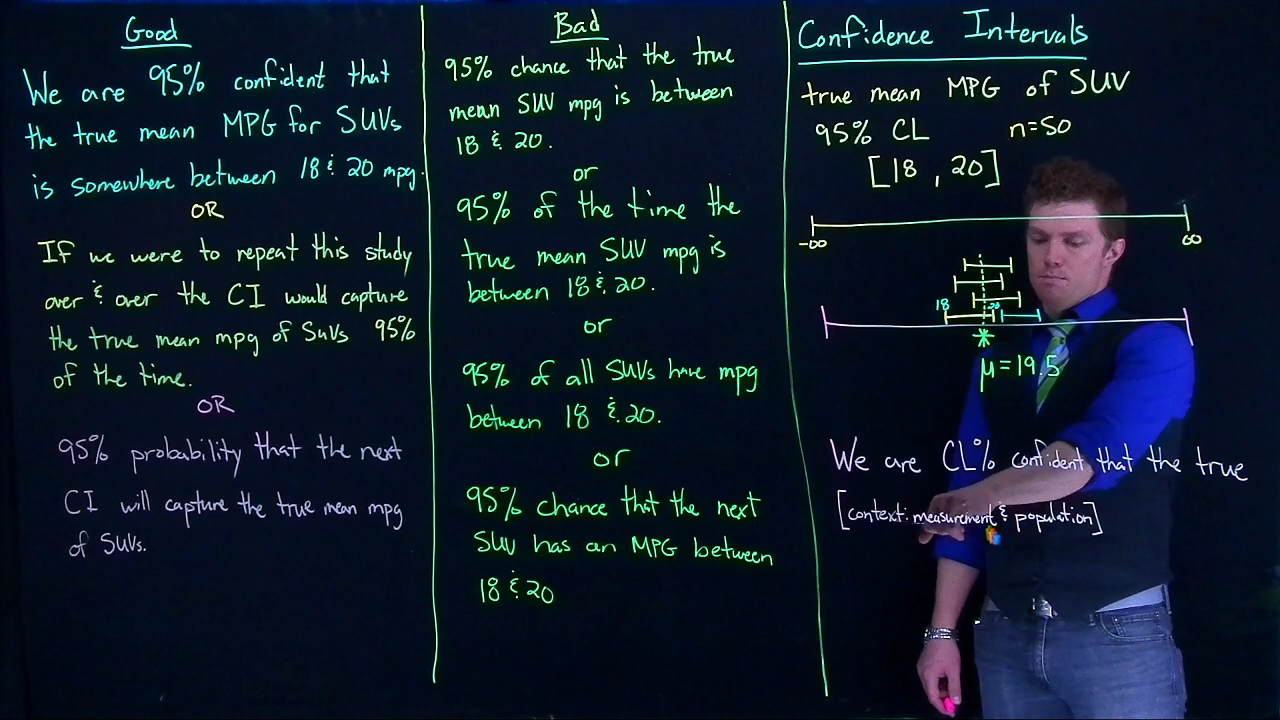 Good
We are 95% confident that
the true mean MPG for SUVs
is somewhere between 18 & 20 mpg.
OR
If we were to repeat this study
over & over the CI would capture
the true mean mpg of SUVs 95%
of the time.
OR
95% probability that the next
CI will capture the true mean mpg
of SUVs.
Bad
95% chance that the true
mean SUV mpg is between
18 & 20.
or
95% of the time the
true mean SUV mpg is
between 18 & 20.
or
95% of all SUVs have mpg
between 18 & 20.
or
95% chance that the next
SUV has an MPG between
18 & 20
Confidence Intervals
true mean MPG of SUV
95% CL n=50
[18 , 20]
-∞ ∞
18 20
μ = 19.5
We are CL% confident that the true
[context: measurement & population]